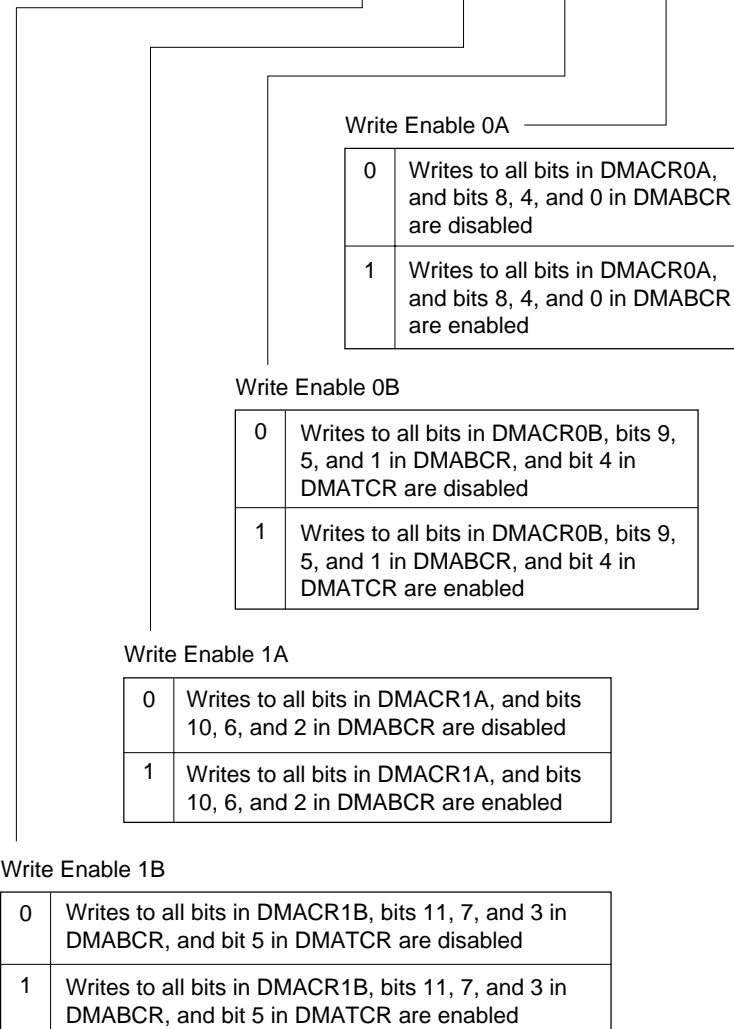 Write Enable 0A
0 Writes to all bits in DMACR0A,
and bits 8, 4, and 0 in DMABCR
are disabled
1 Writes to all bits in DMACR0A,
and bits 8, 4, and 0 in DMABCR
are enabled
Write Enable 0B
0 Writes to all bits in DMACR0B, bits 9,
5, and 1 in DMABCR, and bit 4 in
DMATCR are disabled
1 Writes to all bits in DMACR0B, bits 9,
5, and 1 in DMABCR, and bit 4 in
DMATCR are enabled
Write Enable 1A
0 Writes to all bits in DMACR1A, and bits
10, 6, and 2 in DMABCR are disabled
1 Writes to all bits in DMACR1A, and bits
10, 6, and 2 in DMABCR are enabled
Write Enable 1B
0 Writes to all bits in DMACR1B, bits 11, 7, and 3 in
DMABCR, and bit 5 in DMATCR are disabled
1 Writes to all bits in DMACR1B, bits 11, 7, and 3 in
DMABCR, and bit 5 in DMATCR are enabled